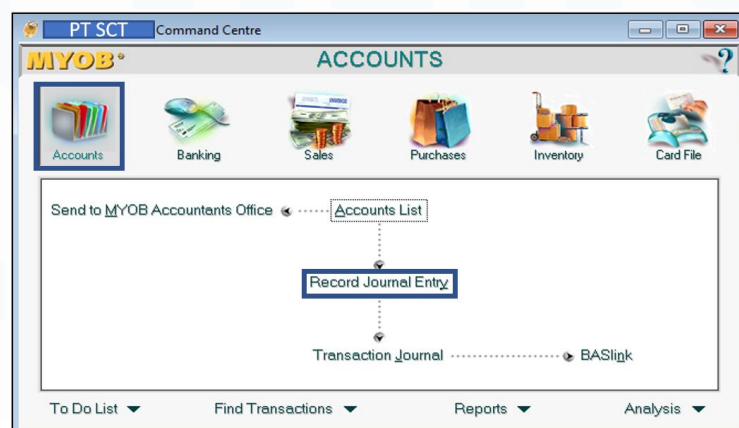 PT SCT Command Centre
MYOB® ACCOUNTS ?
Accounts Banking Sales Purchases Inventory Card File
Send to MYOB Accountants Office Accounts List
Record Journal Entry
Transaction Journal BASlink
To Do List Find Transactions Reports Analysis